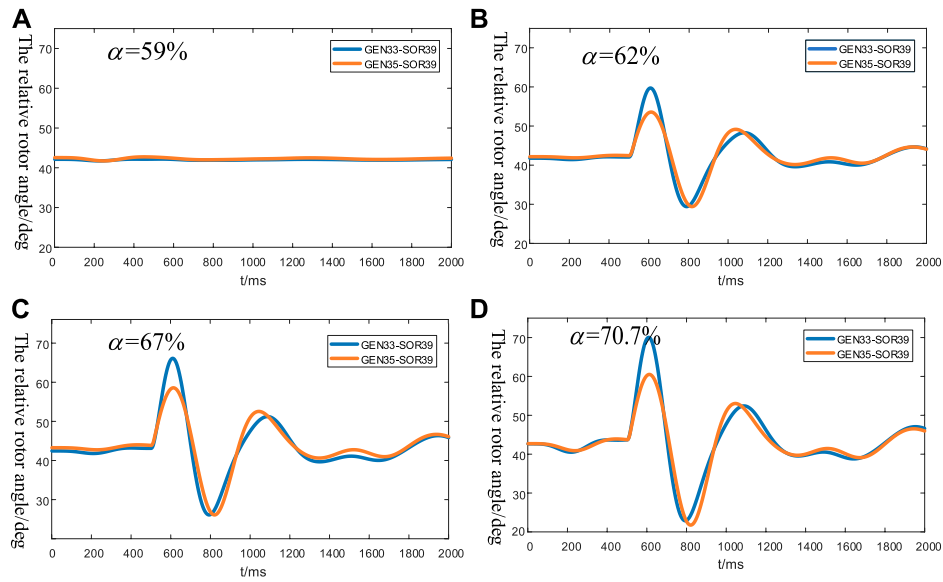 A
α=59%
GEN33-SOR39
GEN35-SOR39
The relative rotor angle/deg
70
60
50
40
30
20
0 200 400 600 800 1000 1200 1400 1600 1800 2000
t/ms
B
α=62%
GEN33-SOR39
GEN35-SOR39
The relative rotor angle/deg
70
60
50
40
30
20
0 200 400 600 800 1000 1200 1400 1600 1800 2000
t/ms
C
α=67%
GEN33-SOR39
GEN35-SOR39
The relative rotor angle/deg
70
60
50
40
30
0 200 400 600 800 1000 1200 1400 1600 1800 2000
t/ms
D
α=70.7%
GEN33-SOR39
GEN35-SOR39
The relative rotor angle/deg
70
60
50
40
30
20
0 200 400 600 800 1000 1200 1400 1600 1800 2000
t/ms